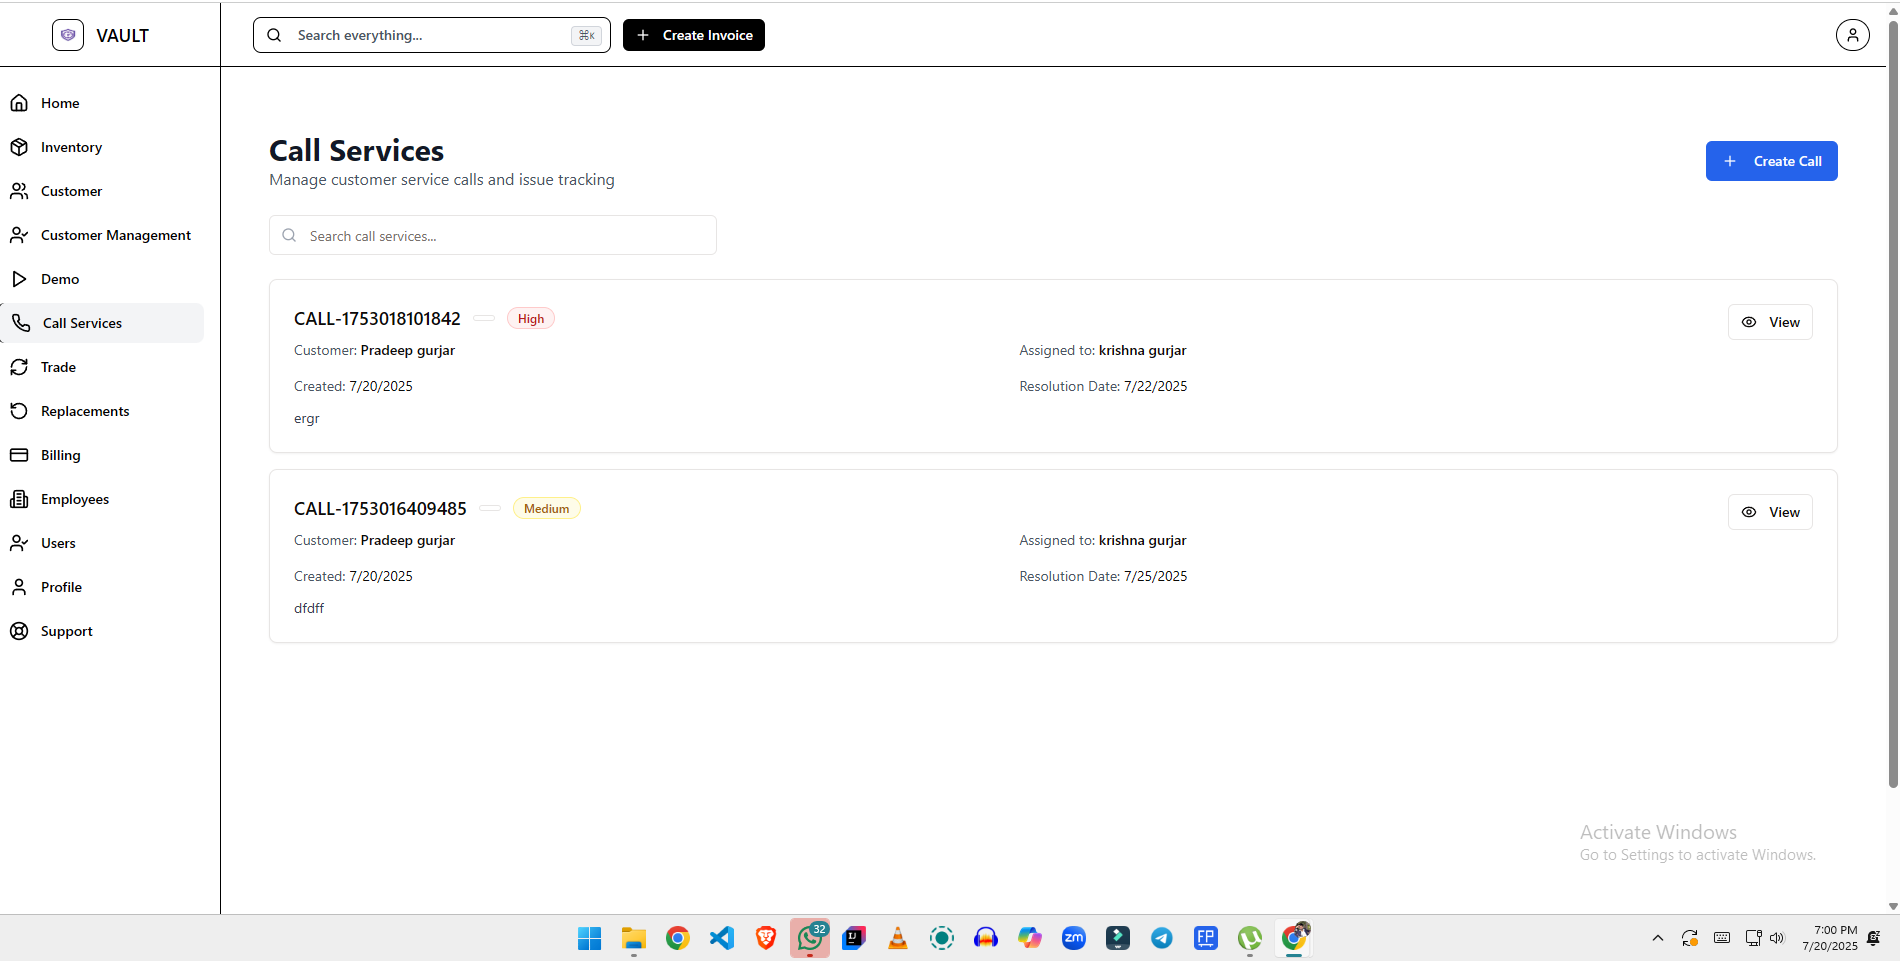 VAULT
Search everything...
⌘K
Create Invoice
Home
Inventory
Customer
Customer Management
Demo
Call Services
Trade
Replacements
Billing
Employees
Users
Profile
Support
Call Services
Manage customer service calls and issue tracking
Create Call
Search call services...
CALL-1753018101842 High
View
Customer: Pradeep gurjar
Assigned to: krishna gurjar
Created: 7/20/2025
Resolution Date: 7/22/2025
ergr
CALL-1753016409485 Medium
View
Customer: Pradeep gurjar
Assigned to: krishna gurjar
Created: 7/20/2025
Resolution Date: 7/25/2025
dfdff
Activate Windows
Go to Settings to activate Windows.
32
IJ
zm
FP
7:00 PM
7/20/2025